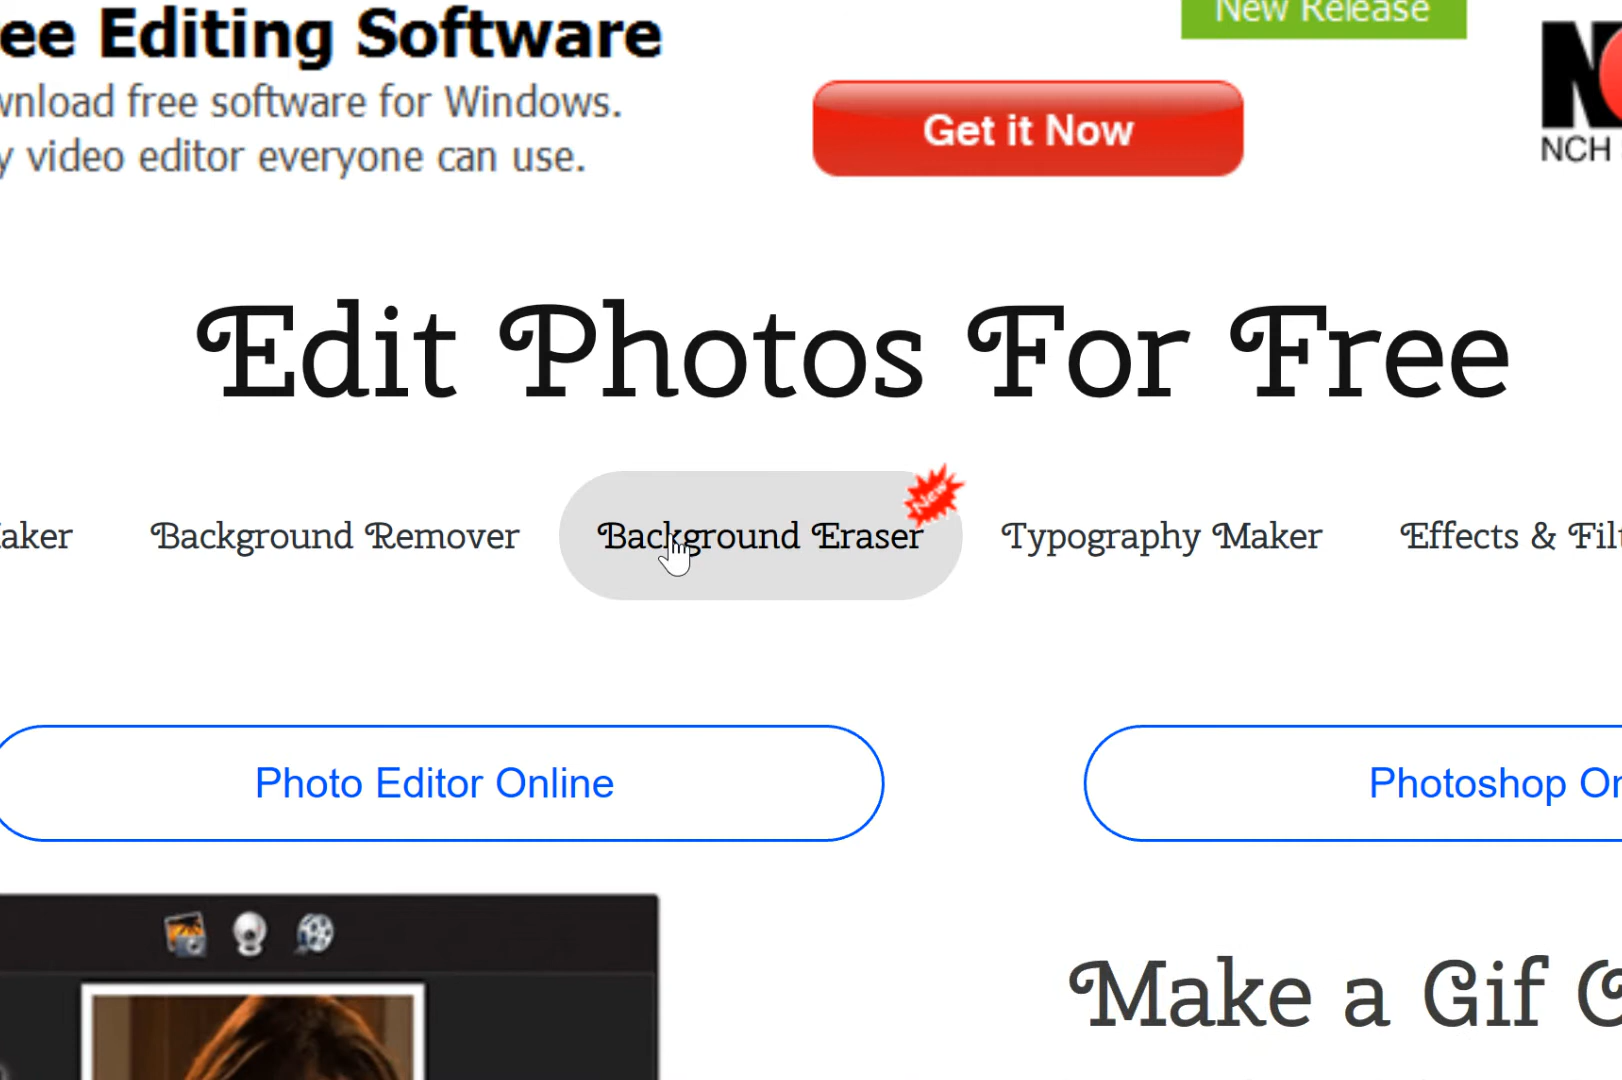 ee Editing Software
New Release
wnload free software for Windows.
y video editor everyone can use.
Get it Now
NCH
Edit Photos For Free
aker
Background Remover
Background Eraser
New
Typography Maker
Effects & Filt
Photo Editor Online
Photoshop On
Make a Gif